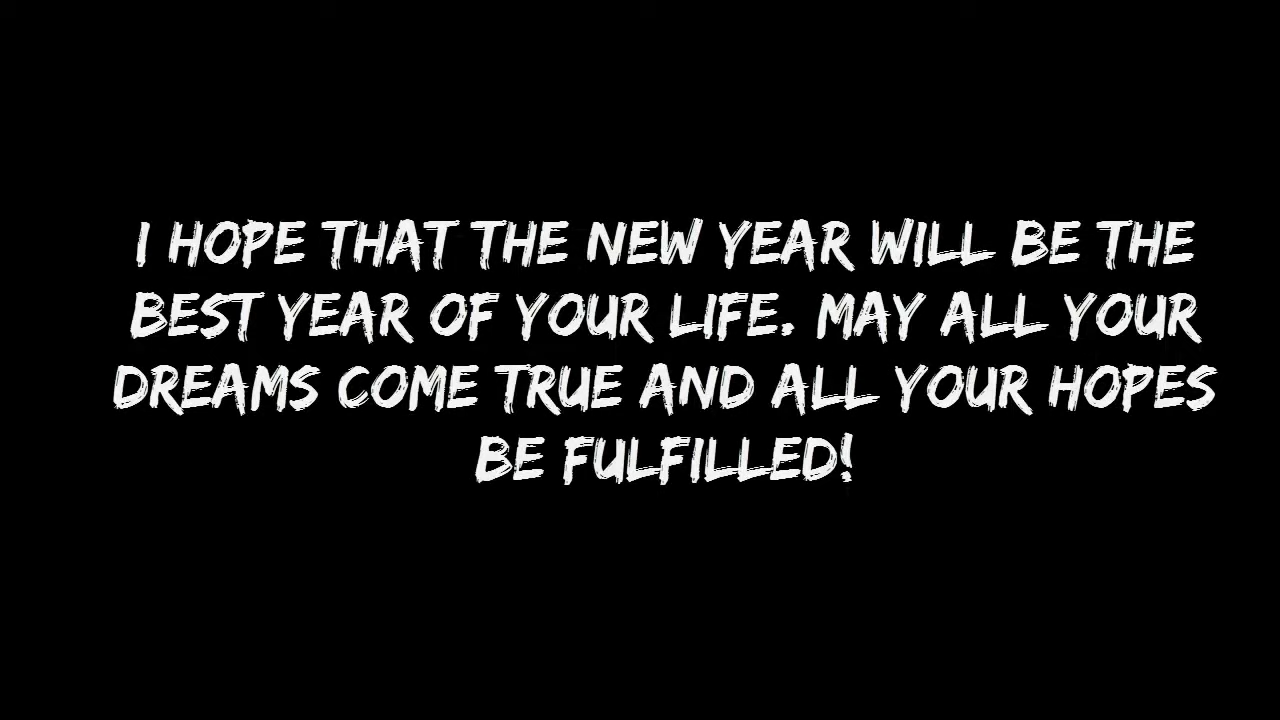 I HOPE THAT THE NEW YEAR WILL BE THE
BEST YEAR OF YOUR LIFE. MAY ALL YOUR
DREAMS COME TRUE AND ALL YOUR HOPES
BE FULFILLED!